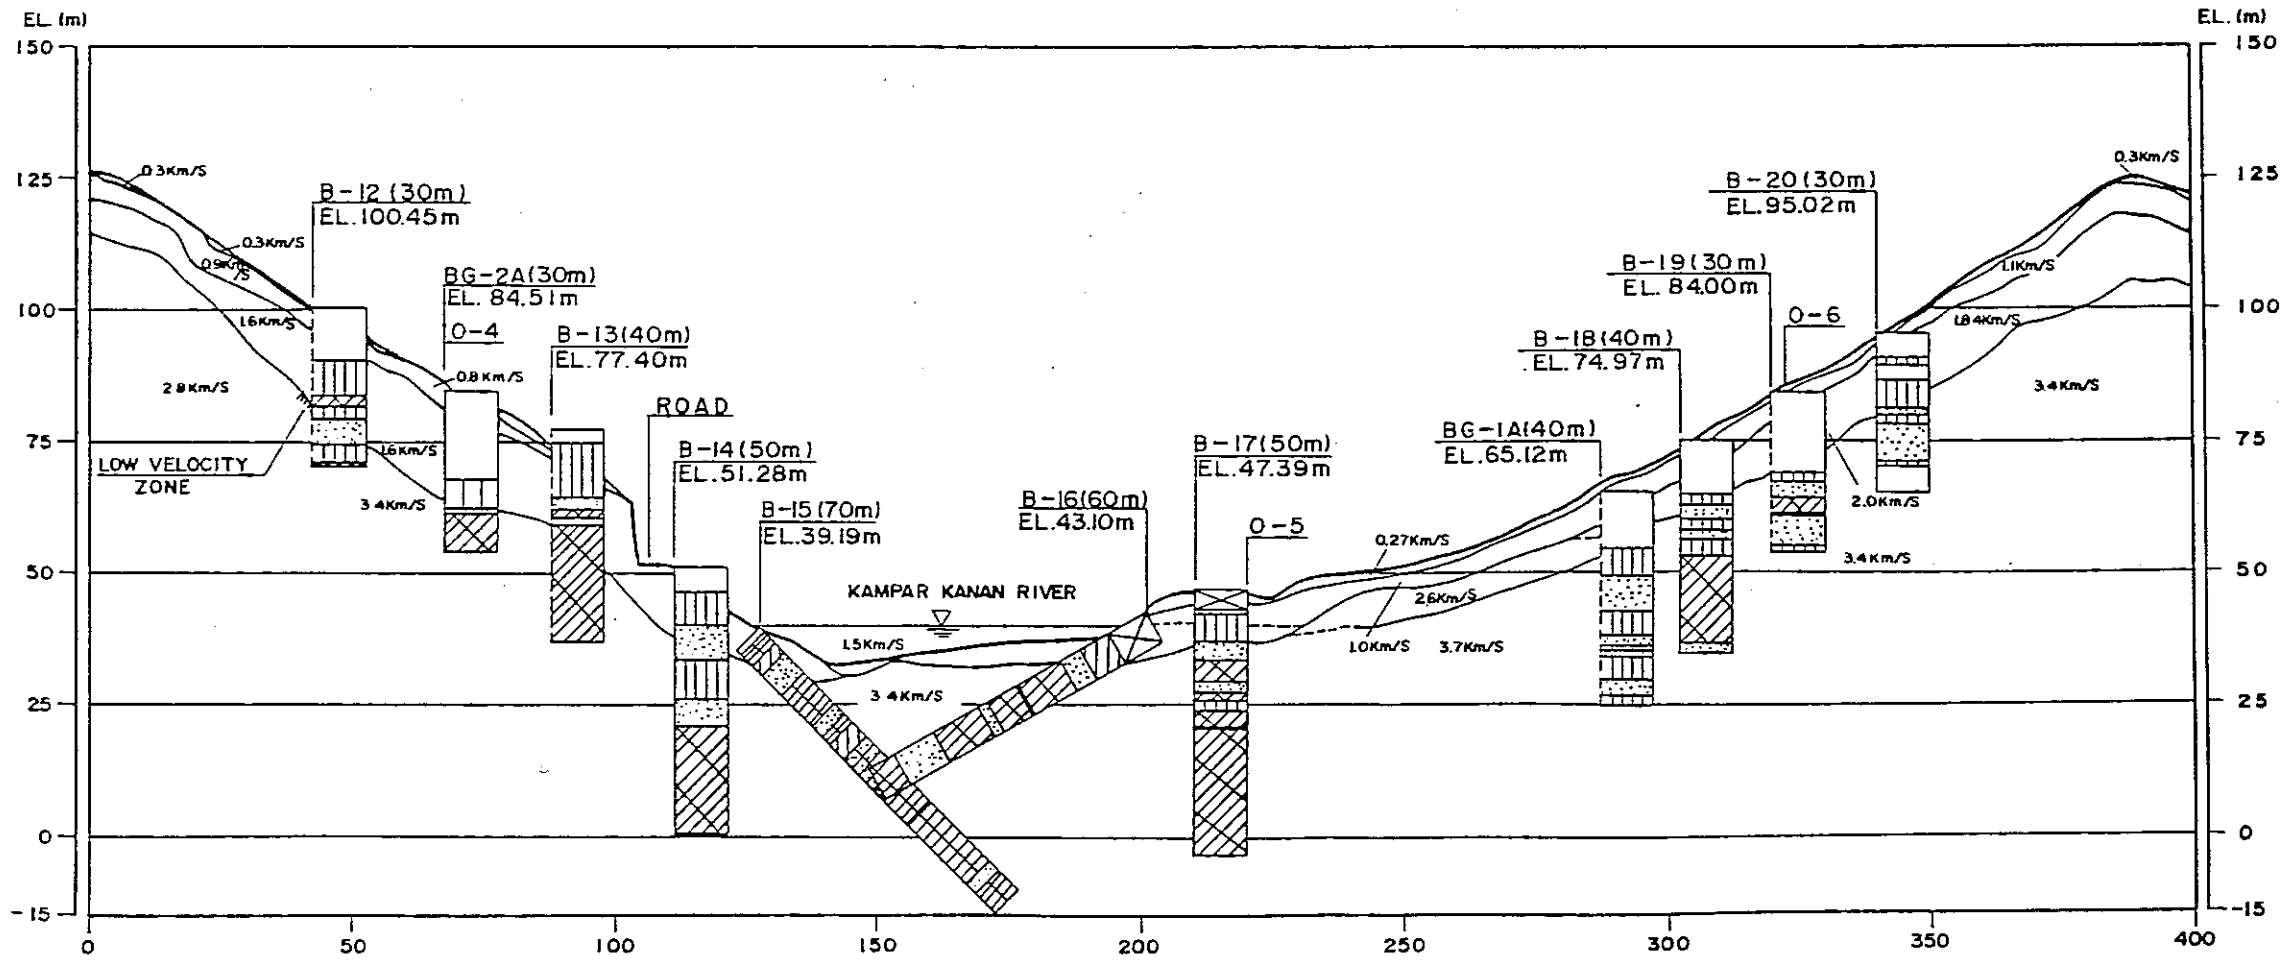 EL. (m)
EL. (m)
150
150
0.3Km/S
0.3Km/S
125
125
B-12 (30m)
EL.100.45m
B-20 (30m)
EL.95.02m
0.3Km/S
0.9Km/S
1.1Km/S
BG-2A(30m)
EL. 84.51m
B-19(30m)
EL. 84.00m
100
100
1.6Km/S
1.84Km/S
O-4
B-13(40m)
EL.77.40m
O-6
B-18(40m)
EL.74.97m
0.8Km/S
2.8Km/S
3.4Km/S
ROAD
75
75
1.6Km/S
B-14(50m)
EL.51.28m
B-17(50m)
EL.47.39m
BG-1A(40m)
EL.65.12m
LOW VELOCITY
ZONE
3.4Km/S
B-15(70m)
EL.39.19m
B-16(60m)
EL.43.10m
2.0Km/S
O-5
0.27Km/S
3.4Km/S
50
50
KAMPAR KANAN RIVER
2.6Km/S
1.5Km/S
1.0Km/S
3.7Km/S
3.4Km/S
25
25
0
0
-15
-15
0
50
100
150
200
250
300
350
400